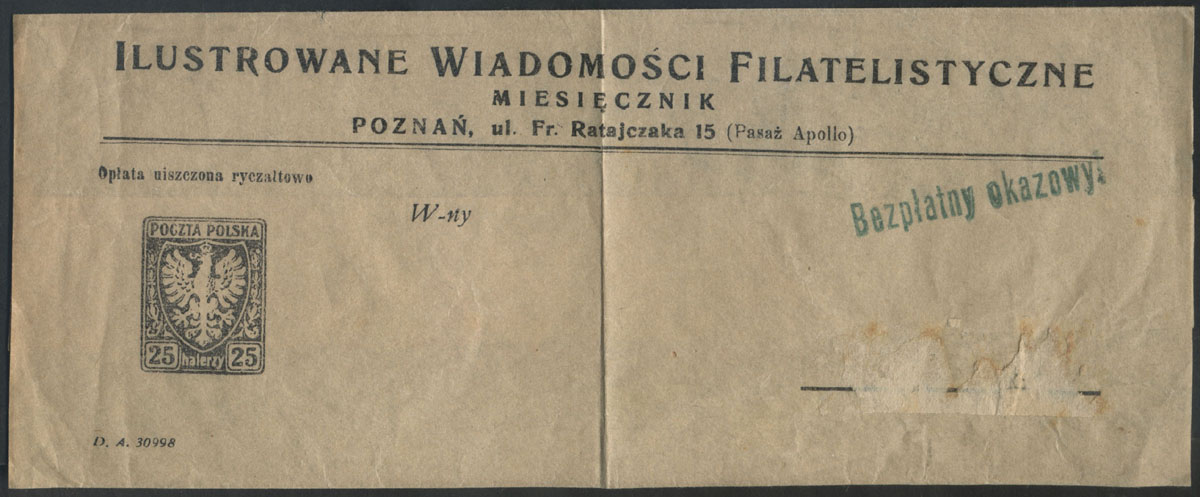 ILUSTROWANE WIADOMOŚCI FILATELISTYCZNE
MIESIĘCZNIK
POZNAŃ, ul. Fr. Ratajczaka 15 (Pasaż Apollo)
Opłata uiszczona ryczałtowo
W-ny
Bezpłatny okazowy!
POCZTA POLSKA
25 halerzy 25
D. A. 30998